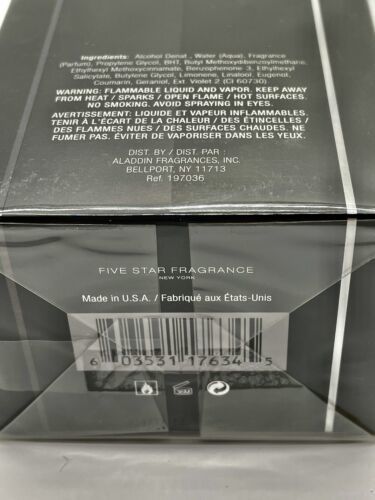 Ingredients: Alcohol Denat., Water (Aqua), Fragrance
(Parfum), Propylene Glycol, BHT, Butyl Methoxydibenzoylmethane,
Ethylhexyl Methoxycinnamate, Benzophenone 3, Ethylhexyl
Salicylate, Butylene Glycol, Limonene, Linalool, Eugenol,
Coumarin, Geraniol, Ext. Violet 2 (CI 60730).
WARNING: FLAMMABLE LIQUID AND VAPOR. KEEP AWAY
FROM HEAT / SPARKS / OPEN FLAME / HOT SURFACES.
NO SMOKING. AVOID SPRAYING IN EYES.
AVERTISSEMENT: LIQUIDE ET VAPEUR INFLAMMABLES.
TENIR À L'ÉCART DE LA CHALEUR / DES ÉTINCELLES /
DES FLAMMES NUES / DES SURFACES CHAUDES. NE
FUMER PAS. ÉVITER DE VAPORISER DANS LES YEUX.
DIST. BY / DIST. PAR :
ALADDIN FRAGRANCES, INC.
BELLPORT, NY 11713
Ref. 197036
FIVE STAR FRAGRANCE
NEW YORK
Made in U.S.A. / Fabriqué aux États-Unis
6 03531 17634 5